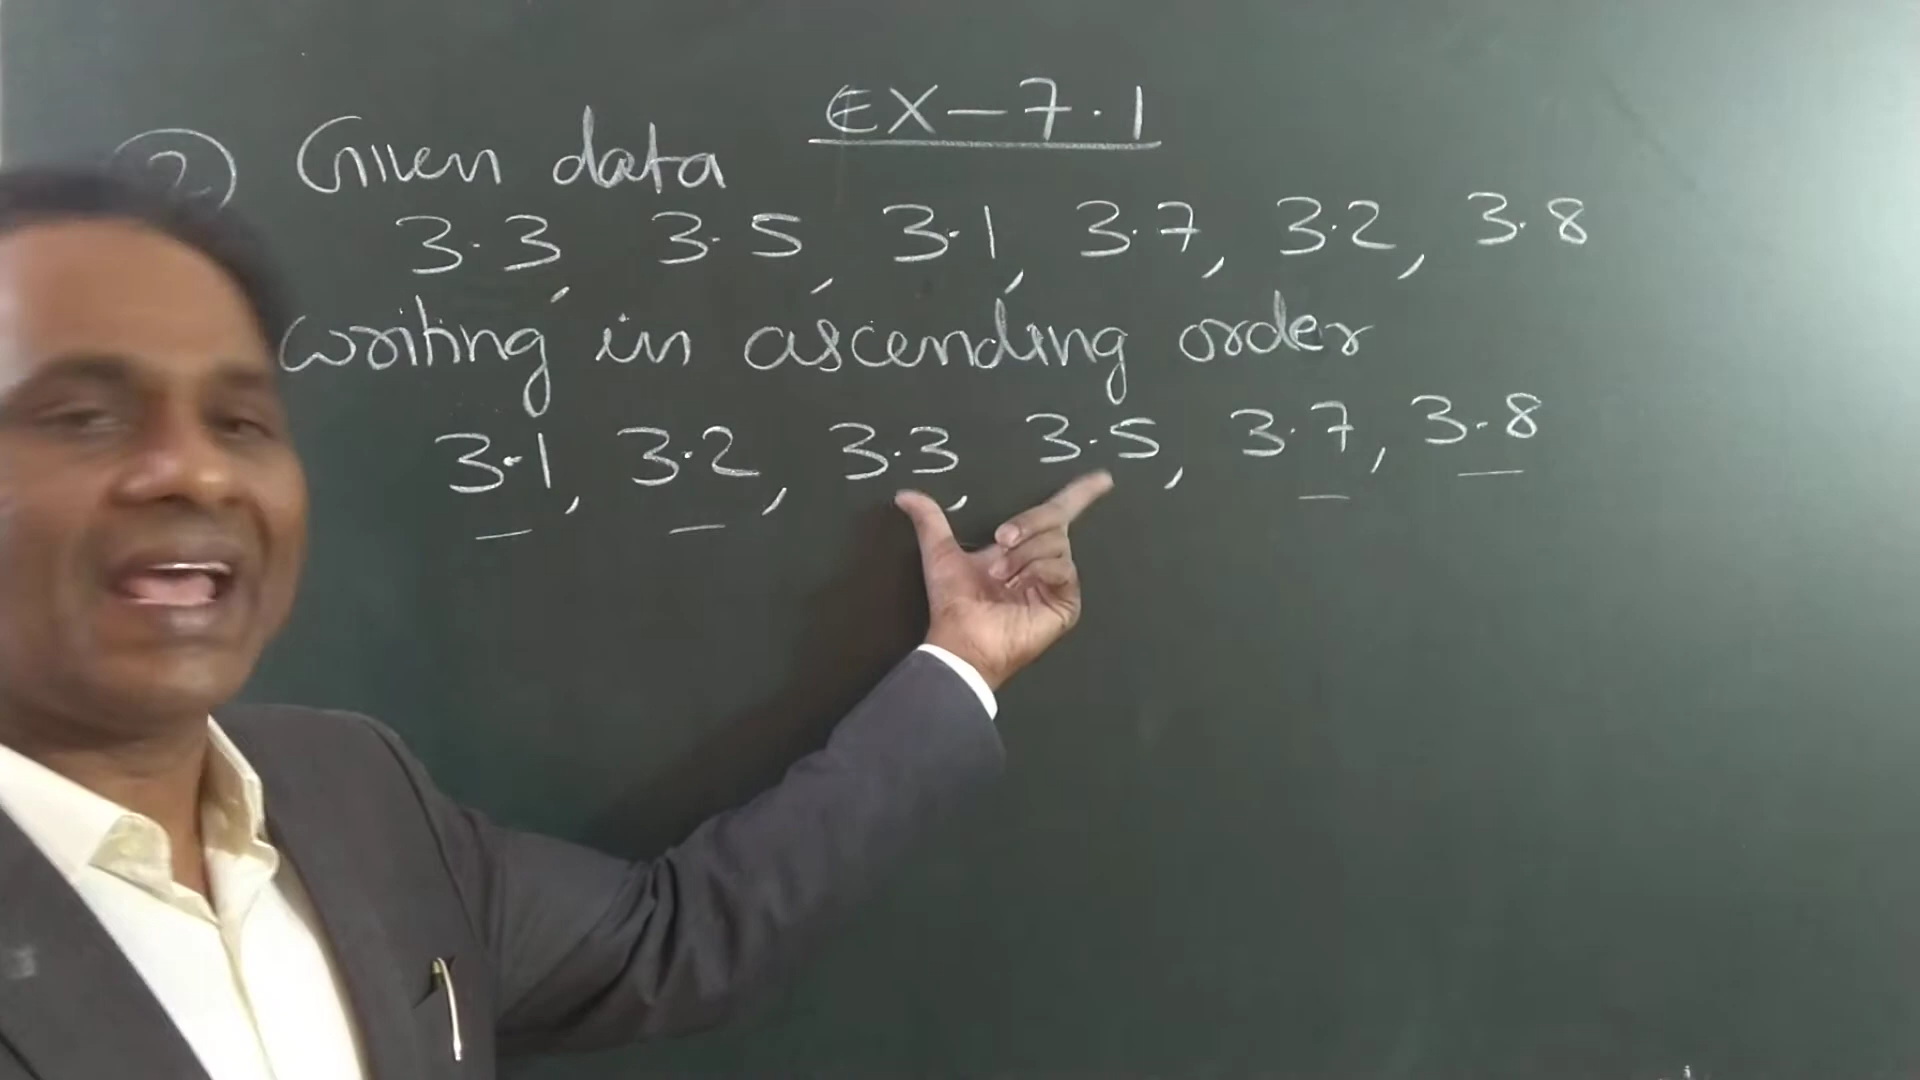 EX-7.1
2 Given data
3.3, 3.5, 3.1, 3.7, 3.2, 3.8
writing in ascending order
3.1, 3.2, 3.3, 3.5, 3.7, 3.8